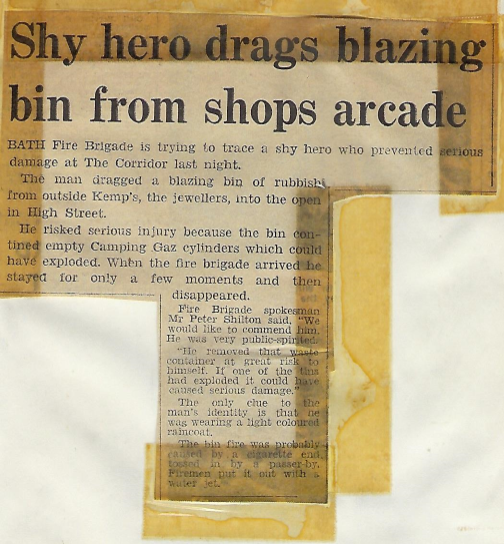 Shy hero drags blazing
bin from shops arcade
BATH Fire Brigade is trying to trace a shy hero who prevented serious
damage at The Corridor last night.
The man dragged a blazing bin of rubbish
from outside Kemp's, the jewellers, into the open
in High Street.
He risked serious injury because the bin con-
tined empty Camping Gaz cylinders which could
have exploded. When the fire brigade arrived he
stayed for only a few moments and then
disappeared.
Fire Brigade spokesman
Mr Peter Shilton said, "We
would like to commend him.
He was very public-spirited.
"He removed that waste
container at great risk to
himself. If one of the tins
had exploded it could have
caused serious damage."
The only clue to the
man's identity is that he
was wearing a light coloured
raincoat.
The bin fire was probably
caused by a cigarette end
tossed in by a passer-by.
Firemen put it out with a
water jet.